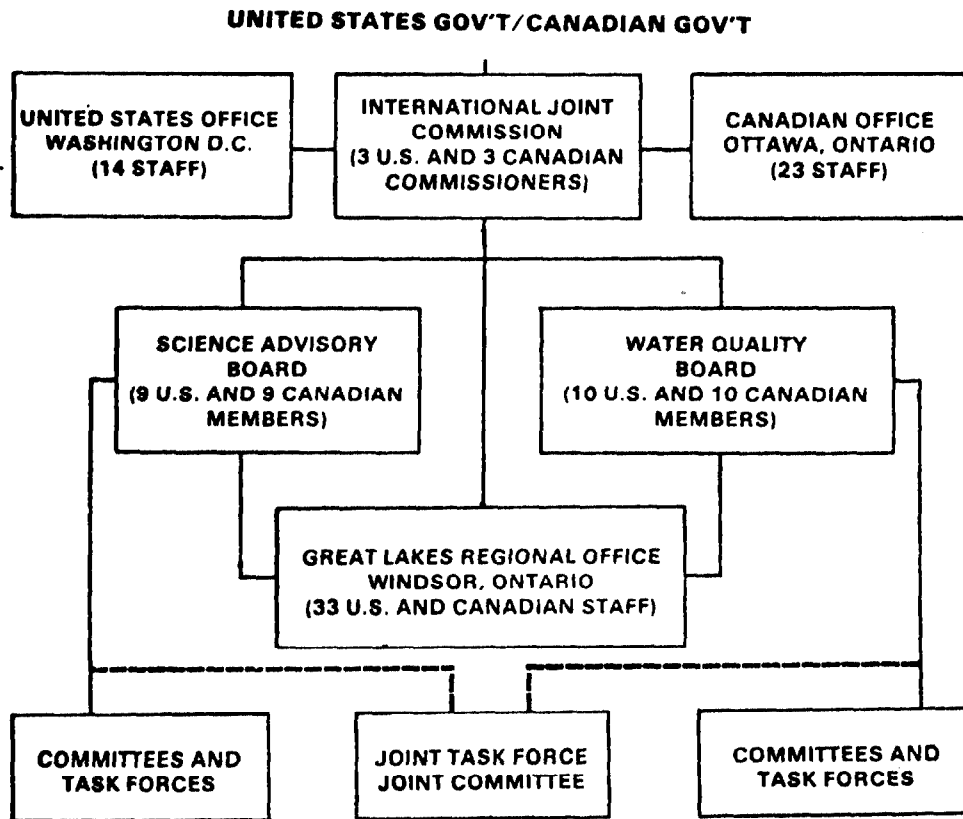 UNITED STATES GOV'T/CANADIAN GOV'T
UNITED STATES OFFICE
WASHINGTON D.C.
(14 STAFF)
INTERNATIONAL JOINT
COMMISSION
(3 U.S. AND 3 CANADIAN
COMMISSIONERS)
CANADIAN OFFICE
OTTAWA, ONTARIO
(23 STAFF)
SCIENCE ADVISORY
BOARD
(9 U.S. AND 9 CANADIAN
MEMBERS)
WATER QUALITY
BOARD
(10 U.S. AND 10 CANADIAN
MEMBERS)
GREAT LAKES REGIONAL OFFICE
WINDSOR, ONTARIO
(33 U.S. AND CANADIAN STAFF)
COMMITTEES AND
TASK FORCES
JOINT TASK FORCE
JOINT COMMITTEE
COMMITTEES AND
TASK FORCES